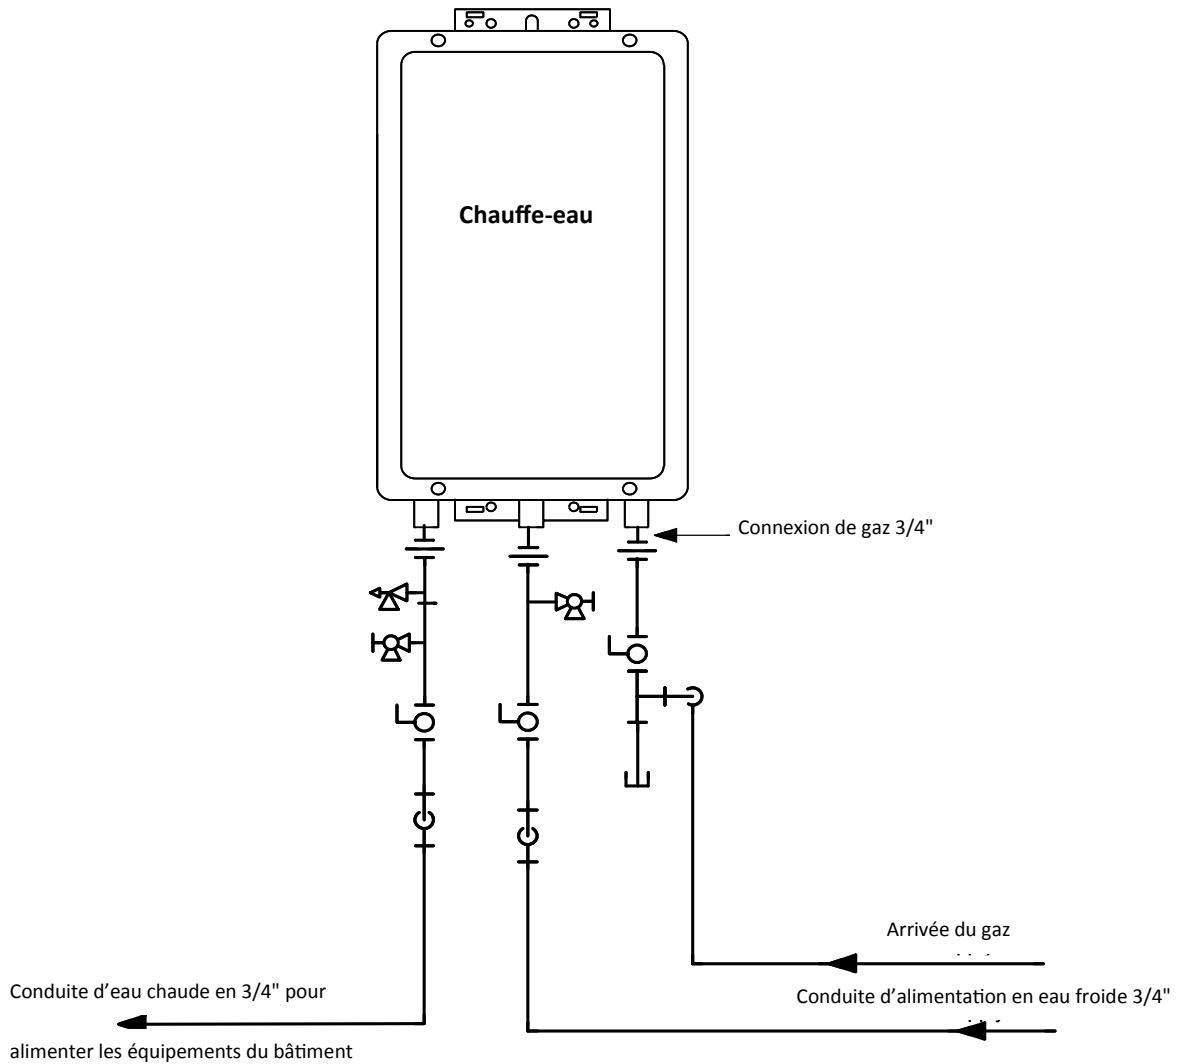 Chauffe-eau
Connexion de gaz 3/4"
Arrivée du gaz
Conduite d'eau chaude en 3/4" pour
alimenter les équipements du bâtiment
Conduite d'alimentation en eau froide 3/4"